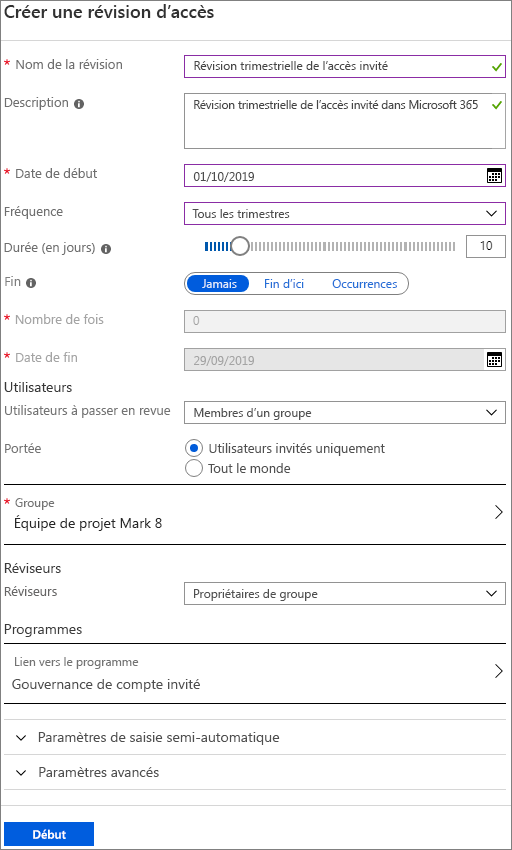 Créer une révision d’accès
* Nom de la révision Révision trimestrielle de l’accès invité
Description Révision trimestrielle de l’accès invité dans Microsoft 365
* Date de début 01/10/2019
Fréquence Tous les trimestres
Durée (en jours) 10
Fin Jamais Fin d’ici Occurrences
* Nombre de fois 0
* Date de fin 29/09/2019
Utilisateurs
Utilisateurs à passer en revue Membres d’un groupe
Portée Utilisateurs invités uniquement
Tout le monde
* Groupe
Équipe de projet Mark 8
Réviseurs
Réviseurs Propriétaires de groupe
Programmes
Lien vers le programme
Gouvernance de compte invité
Paramètres de saisie semi-automatique
Paramètres avancés
Début